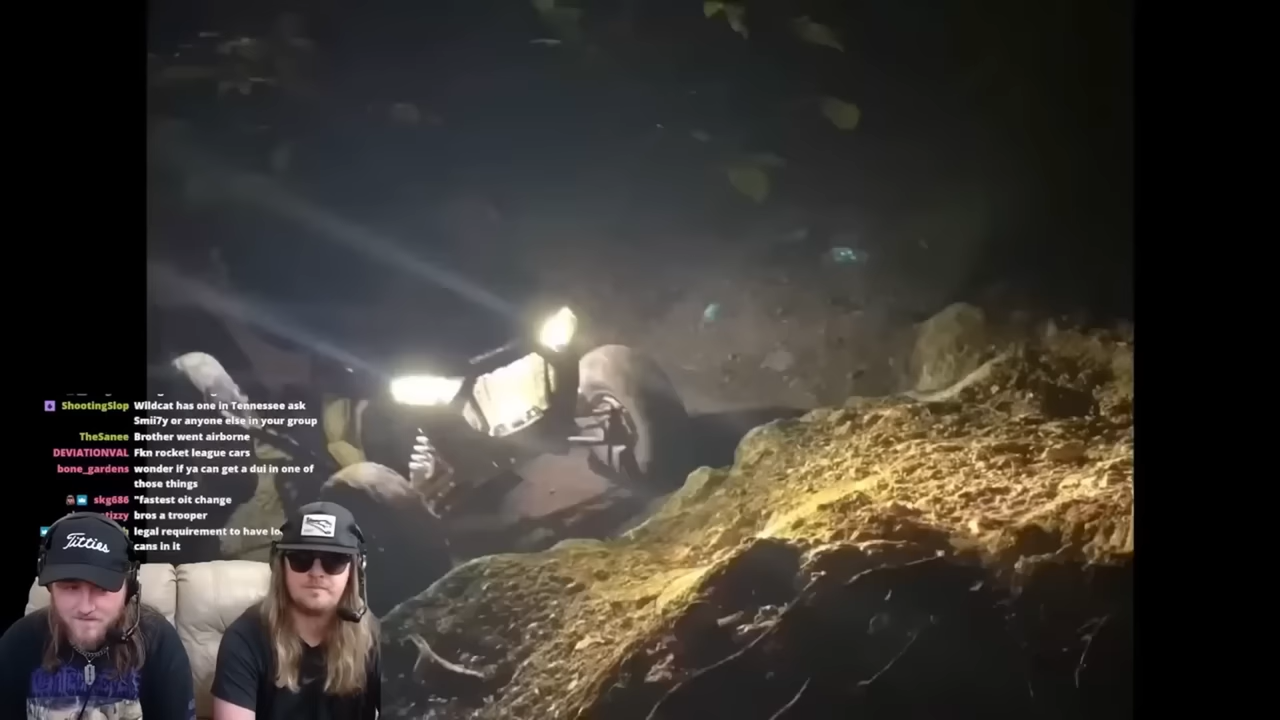 ShootingSlop Wildcat has one in Tennessee ask
Smii7y or anyone else in your group
TheSanee Brother went airborne
DEVIATIONVAL Fkn rocket league cars
bone_gardens wonder if ya can get a dui in one of
those things
skg686 "fastest oit change
tizzy bros a trooper
legal requirement to have lo
cans in it
Titties